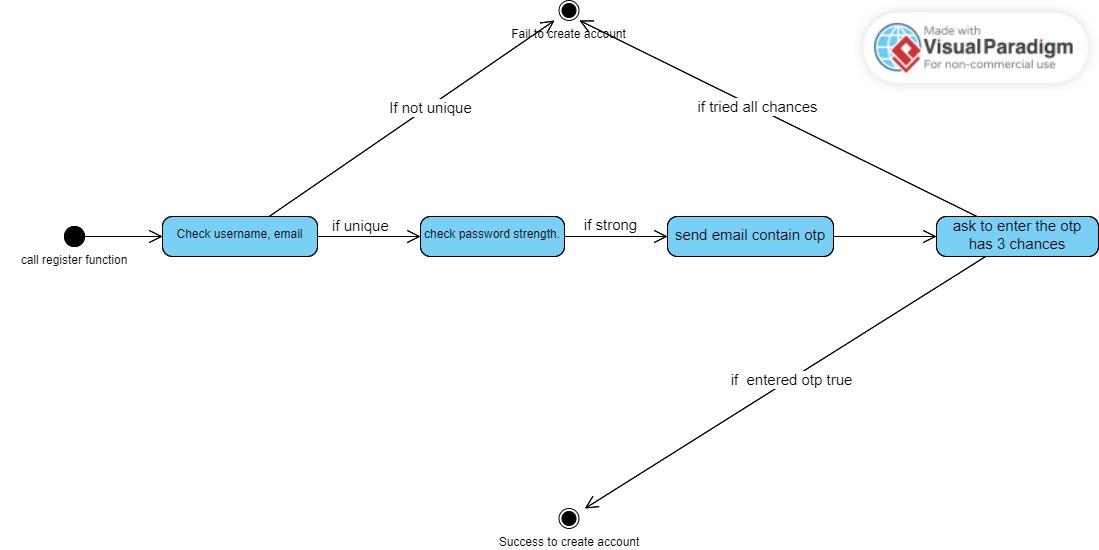 Fail to create account
Made with
VisualParadigm
For non-commercial use
If not unique
if tried all chances
Check username, email
if unique
check password strength.
if strong
send email contain otp
ask to enter the otp
has 3 chances
call register function
if  entered otp true
Success to create account